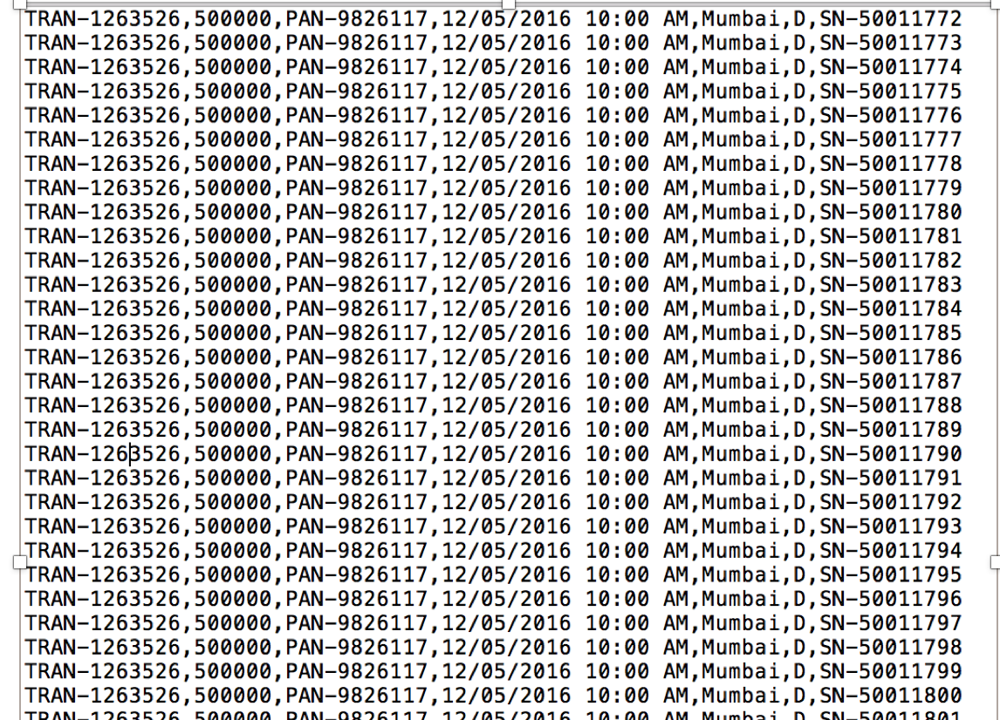 TRAN-1263526,500000,PAN-9826117,12/05/2016 10:00 AM,Mumbai,D,SN-50011772
TRAN-1263526,500000,PAN-9826117,12/05/2016 10:00 AM,Mumbai,D,SN-50011773
TRAN-1263526,500000,PAN-9826117,12/05/2016 10:00 AM,Mumbai,D,SN-50011774
TRAN-1263526,500000,PAN-9826117,12/05/2016 10:00 AM,Mumbai,D,SN-50011775
TRAN-1263526,500000,PAN-9826117,12/05/2016 10:00 AM,Mumbai,D,SN-50011776
TRAN-1263526,500000,PAN-9826117,12/05/2016 10:00 AM,Mumbai,D,SN-50011777
TRAN-1263526,500000,PAN-9826117,12/05/2016 10:00 AM,Mumbai,D,SN-50011778
TRAN-1263526,500000,PAN-9826117,12/05/2016 10:00 AM,Mumbai,D,SN-50011779
TRAN-1263526,500000,PAN-9826117,12/05/2016 10:00 AM,Mumbai,D,SN-50011780
TRAN-1263526,500000,PAN-9826117,12/05/2016 10:00 AM,Mumbai,D,SN-50011781
TRAN-1263526,500000,PAN-9826117,12/05/2016 10:00 AM,Mumbai,D,SN-50011782
TRAN-1263526,500000,PAN-9826117,12/05/2016 10:00 AM,Mumbai,D,SN-50011783
TRAN-1263526,500000,PAN-9826117,12/05/2016 10:00 AM,Mumbai,D,SN-50011784
TRAN-1263526,500000,PAN-9826117,12/05/2016 10:00 AM,Mumbai,D,SN-50011785
TRAN-1263526,500000,PAN-9826117,12/05/2016 10:00 AM,Mumbai,D,SN-50011786
TRAN-1263526,500000,PAN-9826117,12/05/2016 10:00 AM,Mumbai,D,SN-50011787
TRAN-1263526,500000,PAN-9826117,12/05/2016 10:00 AM,Mumbai,D,SN-50011788
TRAN-1263526,500000,PAN-9826117,12/05/2016 10:00 AM,Mumbai,D,SN-50011789
TRAN-1263526,500000,PAN-9826117,12/05/2016 10:00 AM,Mumbai,D,SN-50011790
TRAN-1263526,500000,PAN-9826117,12/05/2016 10:00 AM,Mumbai,D,SN-50011791
TRAN-1263526,500000,PAN-9826117,12/05/2016 10:00 AM,Mumbai,D,SN-50011792
TRAN-1263526,500000,PAN-9826117,12/05/2016 10:00 AM,Mumbai,D,SN-50011793
TRAN-1263526,500000,PAN-9826117,12/05/2016 10:00 AM,Mumbai,D,SN-50011794
TRAN-1263526,500000,PAN-9826117,12/05/2016 10:00 AM,Mumbai,D,SN-50011795
TRAN-1263526,500000,PAN-9826117,12/05/2016 10:00 AM,Mumbai,D,SN-50011796
TRAN-1263526,500000,PAN-9826117,12/05/2016 10:00 AM,Mumbai,D,SN-50011797
TRAN-1263526,500000,PAN-9826117,12/05/2016 10:00 AM,Mumbai,D,SN-50011798
TRAN-1263526,500000,PAN-9826117,12/05/2016 10:00 AM,Mumbai,D,SN-50011799
TRAN-1263526,500000,PAN-9826117,12/05/2016 10:00 AM,Mumbai,D,SN-50011800
TRAN-1263526,500000,PAN-9826117,12/05/2016 10:00 AM,Mumbai,D,SN-50011801